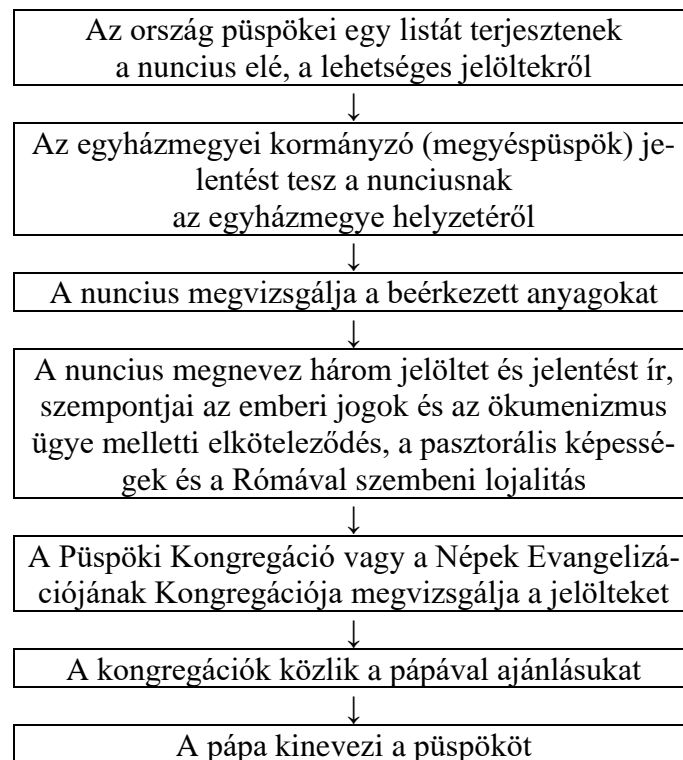 Az ország püspökei egy listát terjesztenek
a nuncius elé, a lehetséges jelöltekről
↓
Az egyházmegyei kormányzó (megyéspüspök) je-
lentést tesz a nunciusnak
az egyházmegye helyzetéről
↓
A nuncius megvizsgálja a beérkezett anyagokat
↓
A nuncius megnevez három jelöltet és jelentést ír,
szempontjai az emberi jogok és az ökumenizmus
ügye melletti elköteleződés, a pasztorális képessé-
gek és a Rómával szembeni lojalitás
↓
A Püspöki Kongregáció vagy a Népek Evangelizá-
ciójának Kongregációja megvizsgálja a jelölteket
↓
A kongregációk közlik a pápával ajánlásukat
↓
A pápa kinevezi a püspököt